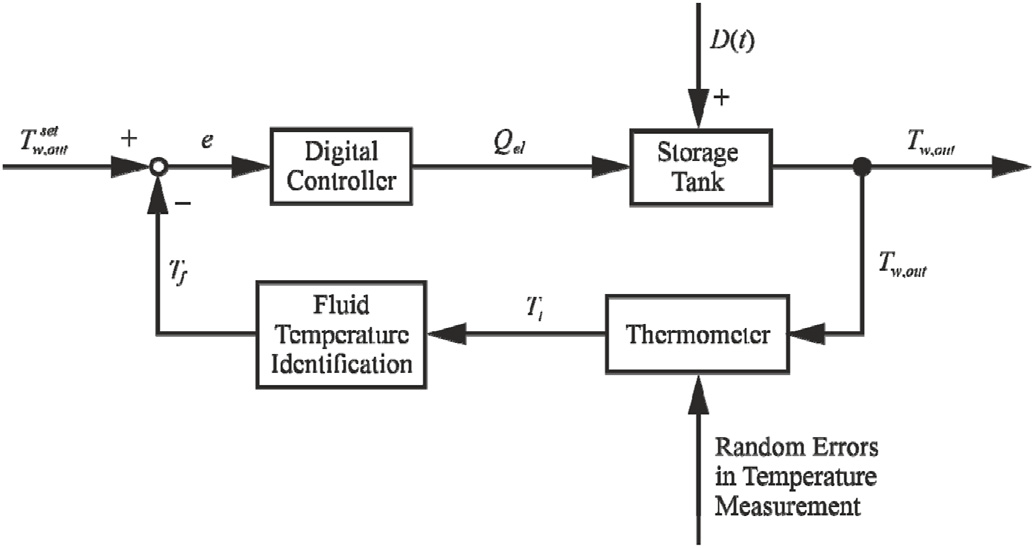 D(t)
+
T_{w,out}^{set}
+
e
Digital
Controller
Q_{el}
Storage
Tank
T_{w,out}
−
T_f
Fluid
Temperature
Identification
T_i
Thermometer
T_{w,out}
Random Errors
in Temperature
Measurement